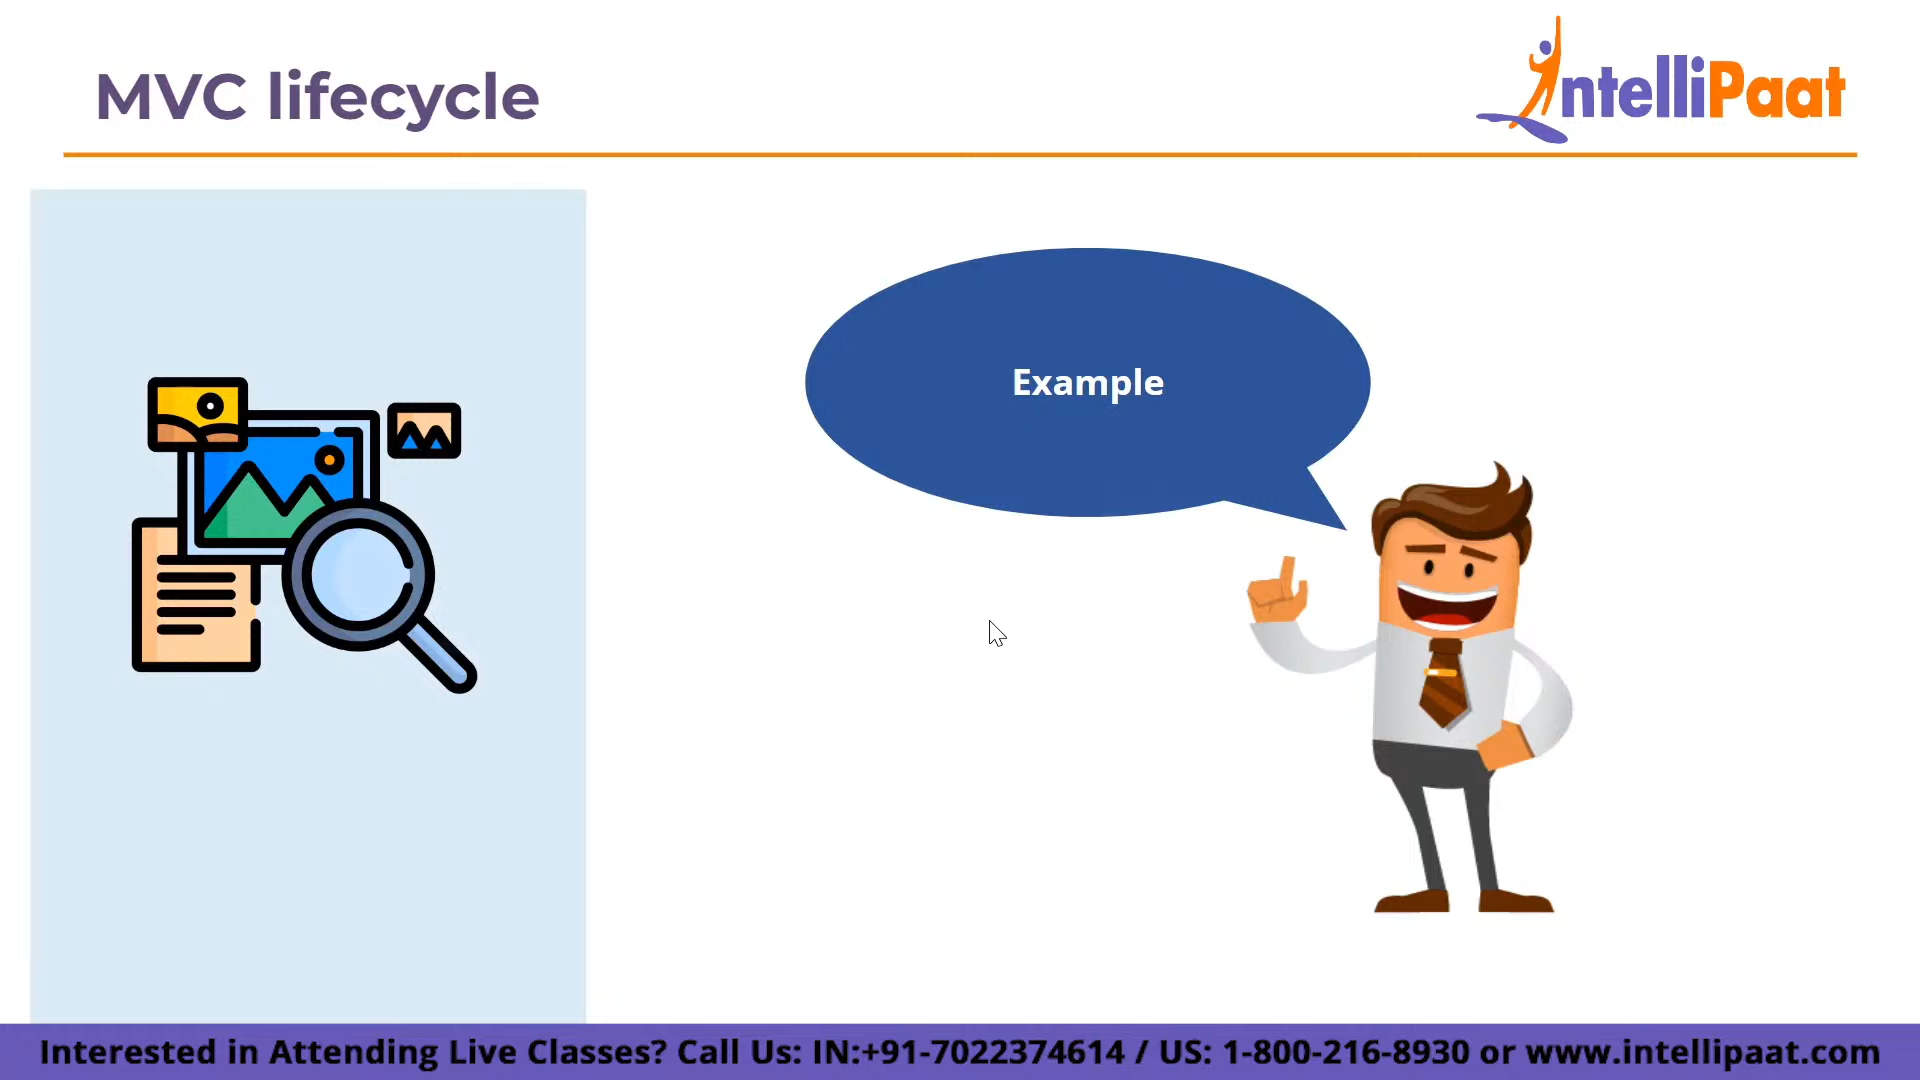 MVC lifecycle
IntelliPaat
Example
Interested in Attending Live Classes? Call Us: IN:+91-7022374614 / US: 1-800-216-8930 or www.intellipaat.com